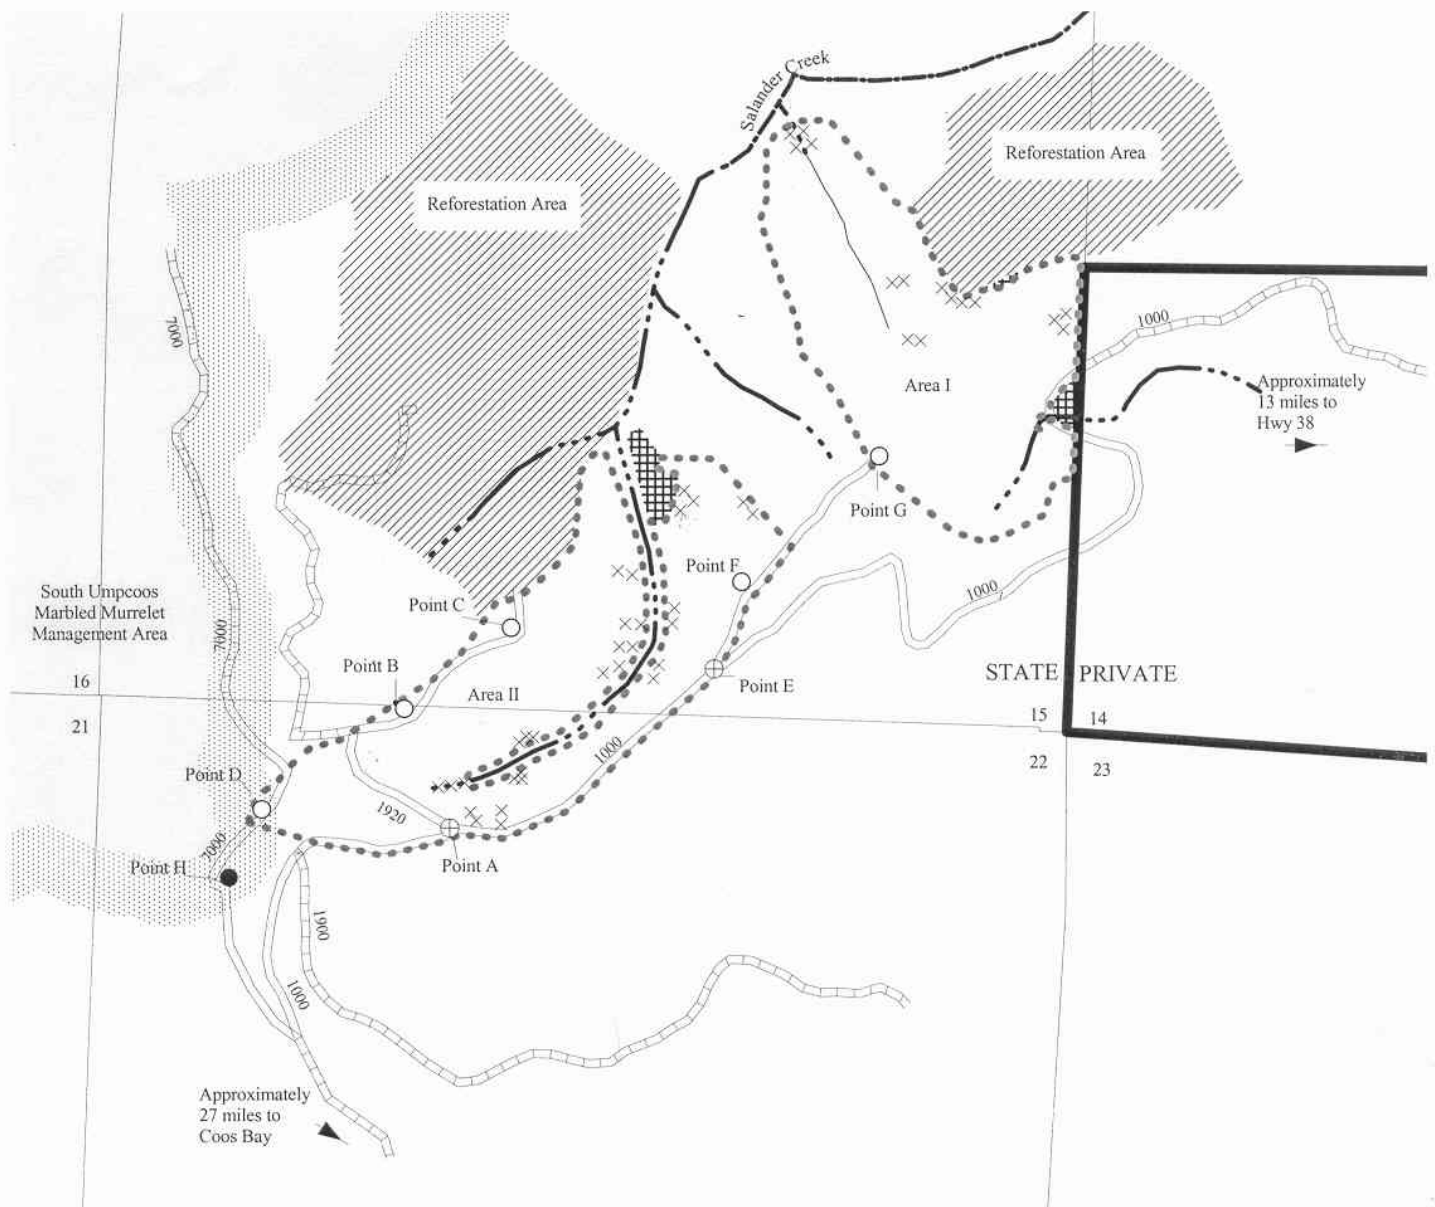 Salander Creek
Reforestation Area
Reforestation Area
7000
1000
Area I
Approximately
13 miles to
Hwy 38
Point G
Point F
South Umpcoos
Marbled Murrelet
Management Area
Point C
1000
7000
Point B
STATE
PRIVATE
Point E
16
Area II
15
14
21
1000
22
23
Point D
1920
7000
Point H
Point A
1900
1000
Approximately
27 miles to
Coos Bay